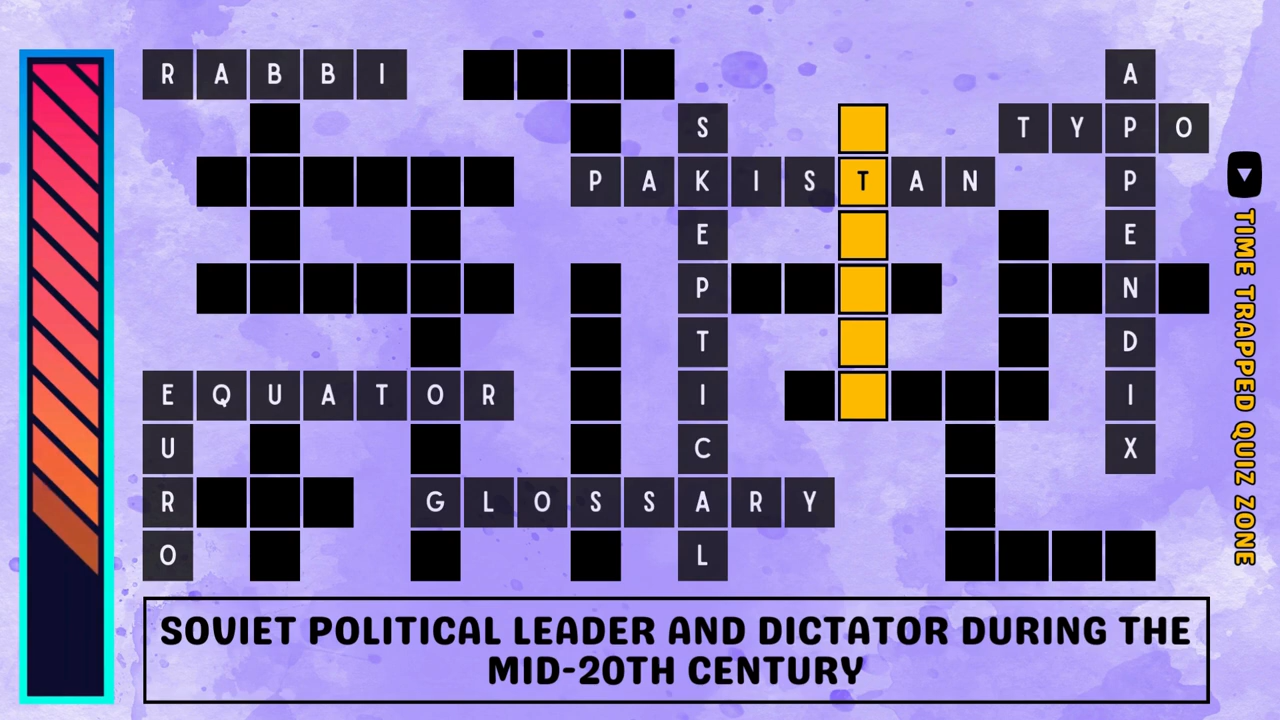 RABBI
A
S
TYPO
PAKISTAN
P
E
E
P
N
T
D
EQUATOR
I
I
U
C
X
R
GLOSSARY
O
L
SOVIET POLITICAL LEADER AND DICTATOR DURING THE
MID-20TH CENTURY
TIME TRAPPED QUIZ ZONE